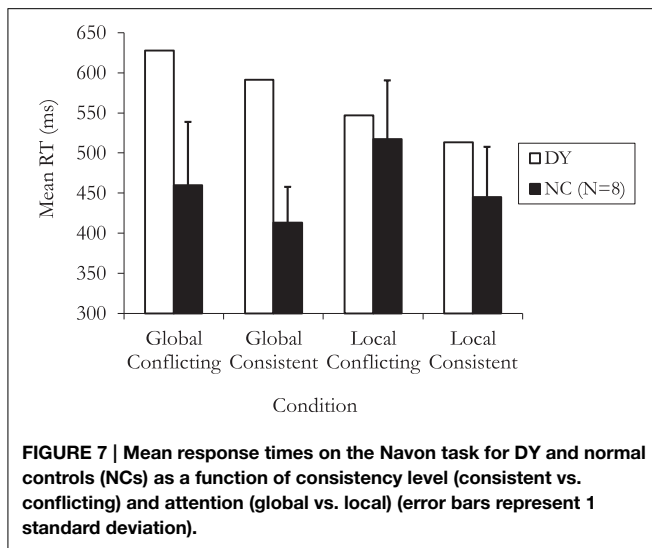 650
600
550
500
450
400
350
300
Mean RT (ms)
DY
NC (N=8)
Global Conflicting
Global Consistent
Local Conflicting
Local Consistent
Condition
FIGURE 7 | Mean response times on the Navon task for DY and normal
controls (NCs) as a function of consistency level (consistent vs.
conflicting) and attention (global vs. local) (error bars represent 1
standard deviation).